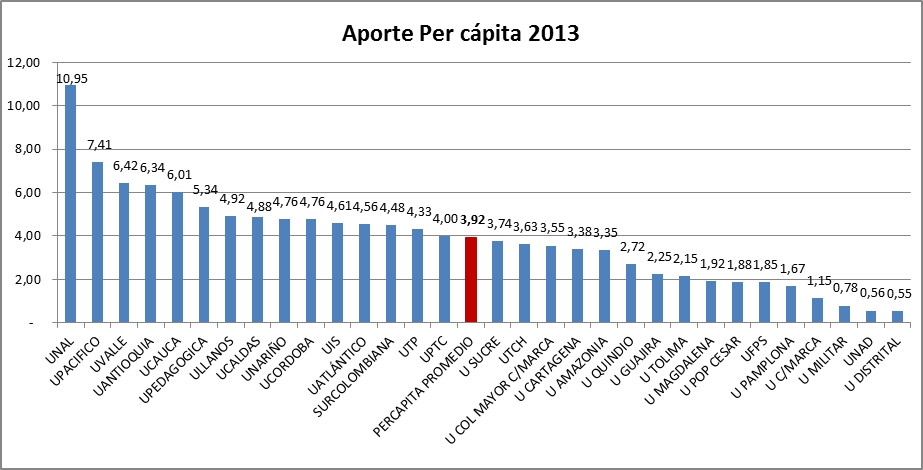 Aporte Per cápita 2013
12,00
10,00
8,00
6,00
4,00
2,00
-
10,95
7,41
6,42
6,34
6,01
5,34
4,92
4,88
4,76
4,76
4,61
4,56
4,48
4,33
4,00
3,92
3,74
3,63
3,55
3,38
3,35
2,72
2,25
2,15
1,92
1,88
1,85
1,67
1,15
0,78
0,56
0,55
UNAL
UPACIFICO
UVALLE
UANTIOQUIA
UCAUCA
UPEDAGOGICA
ULLANOS
UCALDAS
UNARIÑO
UCORDOBA
UIS
UATLÁNTICO
SURCOLOMBIANA
UTP
UPTC
PERCAPITA PROMEDIO
U SUCRE
UTCH
U COL MAYOR C/MARCA
U CARTAGENA
U AMAZONIA
U QUINDIO
U GUAJIRA
U TOLIMA
U MAGDALENA
U POP CESAR
UFPS
U PAMPLONA
U C/MARCA
U MILITAR
UNAD
U DISTRITAL